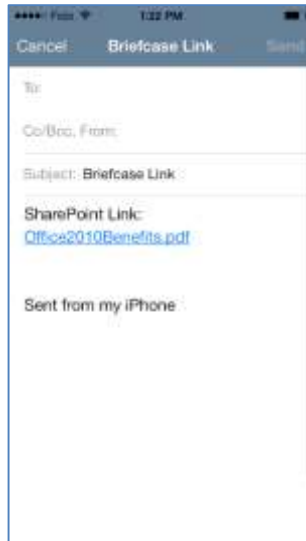 1:22 PM
Cancel Briefcase Link Send
To:
Cc/Bcc, From:
Subject: Briefcase Link
SharePoint Link:
Office2010Benefits.pdf
Sent from my iPhone